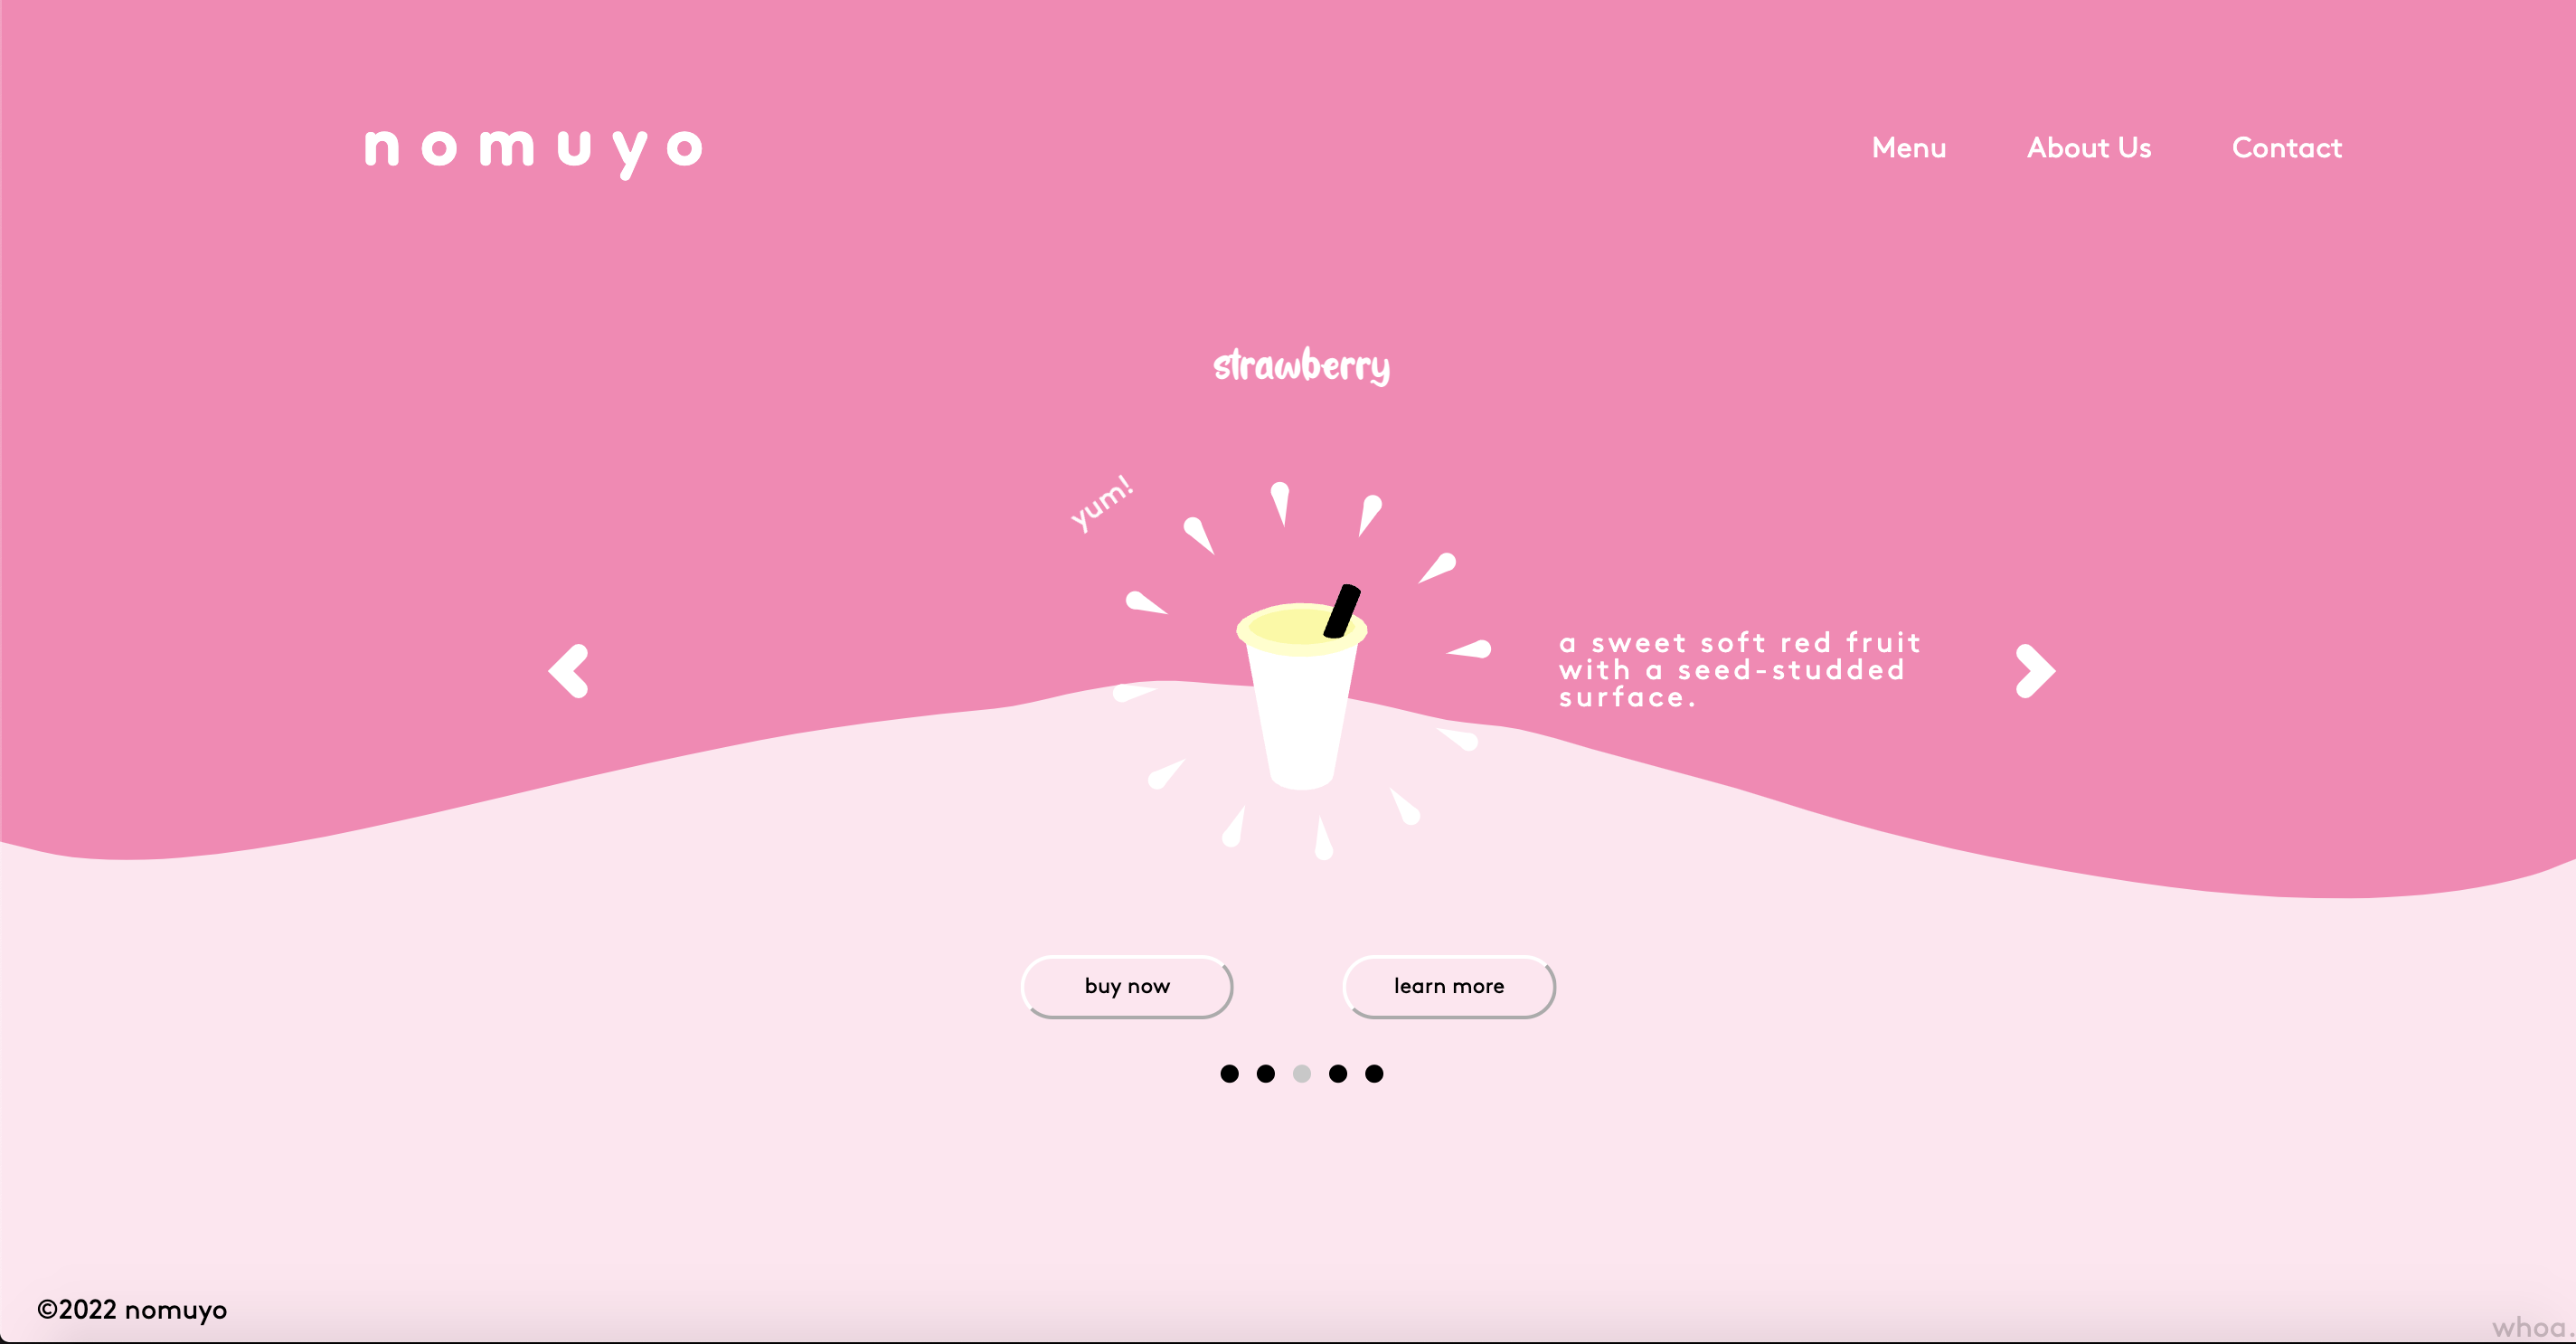 nomuyo
Menu
About Us
Contact
strawberry
yum!
a sweet soft red fruit
with a seed-studded
surface.
buy now
learn more
©2022 nomuyo
whoa.